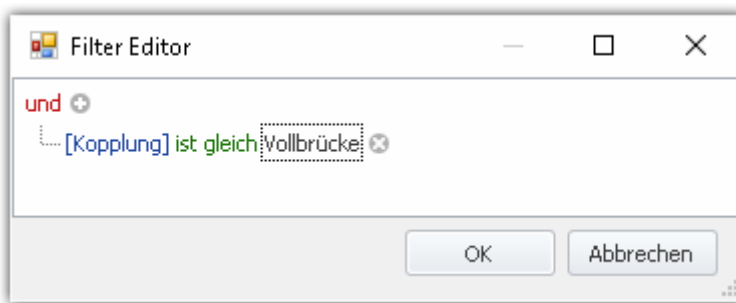 Filter Editor
und
[Kopplung] ist gleich Vollbrücke
OK Abbrechen